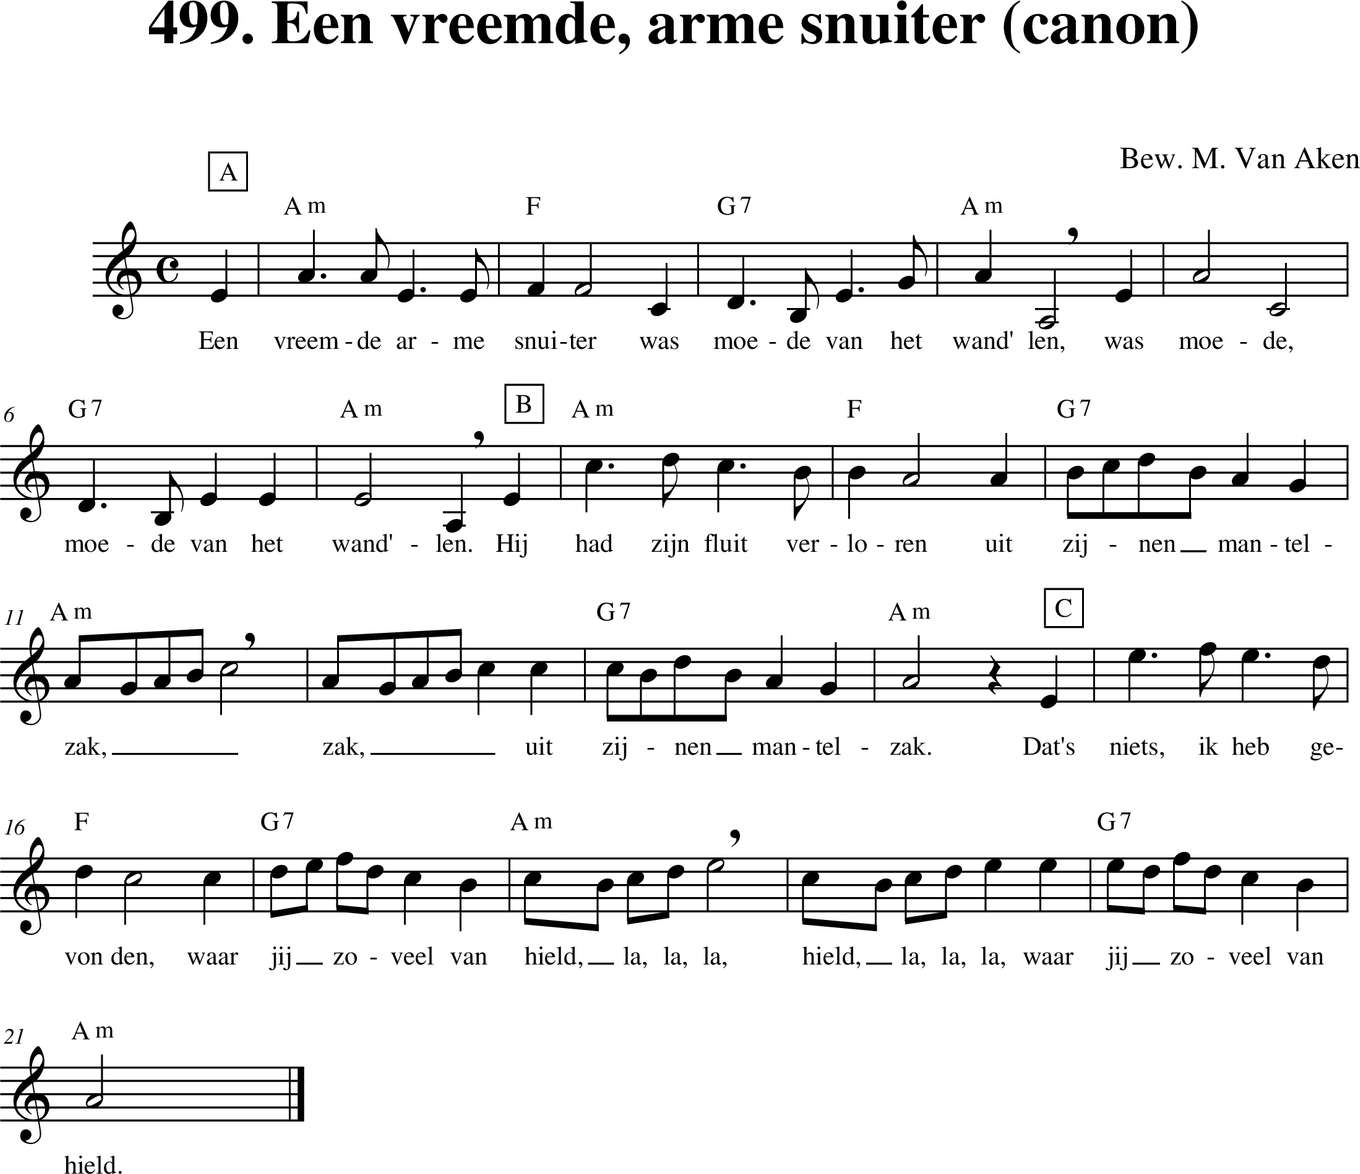 499. Een vreemde, arme snuiter (canon)
Bew. M. Van Aken
A
Am F G7 Am
Een vreem - de ar - me snui - ter was moe - de van het wand' len, was moe - de,
B
6 G7 Am Am F G7
moe - de van het wand' - len. Hij had zijn fluit ver - lo - ren uit zij - nen man - tel -
C
11 Am G7 Am
zak, zak, uit zij - nen man - tel - zak. Dat's niets, ik heb ge-
16 F G7 Am G7
von den, waar jij zo - veel van hield, la, la, la, hield, la, la, la, waar jij zo - veel van
21 Am
hield.